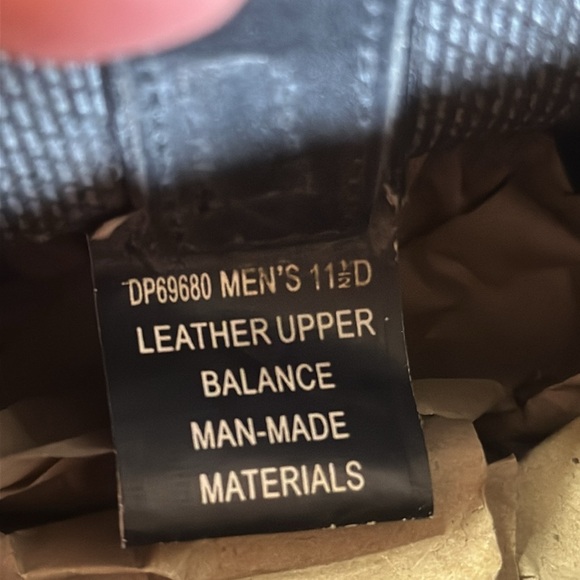 DP69680 MEN'S 11½D
LEATHER UPPER
BALANCE
MAN-MADE
MATERIALS